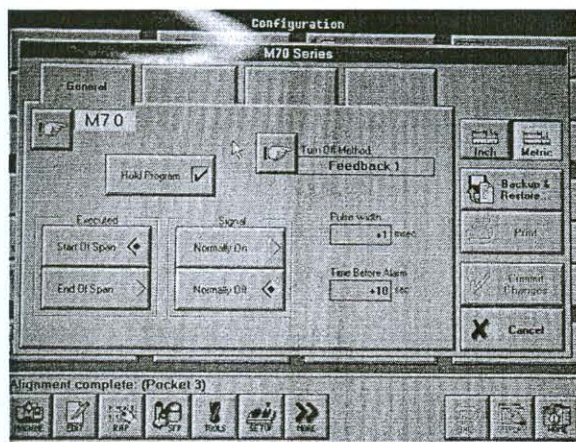 Configuration
M70 Series
General
M70
Hold Program
Turn Off Method
Feedback 1
Inch
Metric
Backup &
Restore...
Executed
Signal
Start Of Span
Normally On
Pulse width
+1 msec
Print
End Of Span
Normally Off
Time Before Alarm
+10 sec
Commit
Changes
Cancel
Alignment complete: (Pocket 3)
EDIT
STP
TOOLS
SETUP
MORE